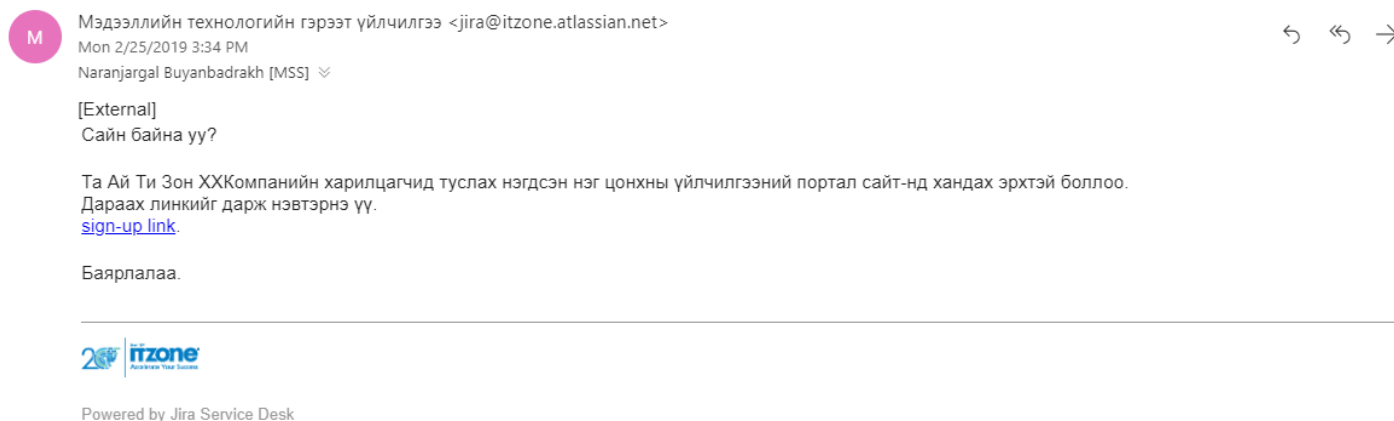 М
Мэдээллийн технологийн гэрээт үйлчилгээ <jira@itzone.atlassian.net>
Mon 2/25/2019 3:34 PM
Naranjargal Buyanbadrakh [MSS]
[External]
Сайн байна уу?
Та Ай Ти Зон ХХКомпанийн харилцагчид туслах нэгдсэн нэг цонхны үйлчилгээний портал сайт-нд хандах эрхтэй боллоо.
Дараах линкийг дарж нэвтэрнэ үү.
sign-up link.
Баярлалаа.
20 itzone
Accelerate Your Success
Powered by Jira Service Desk